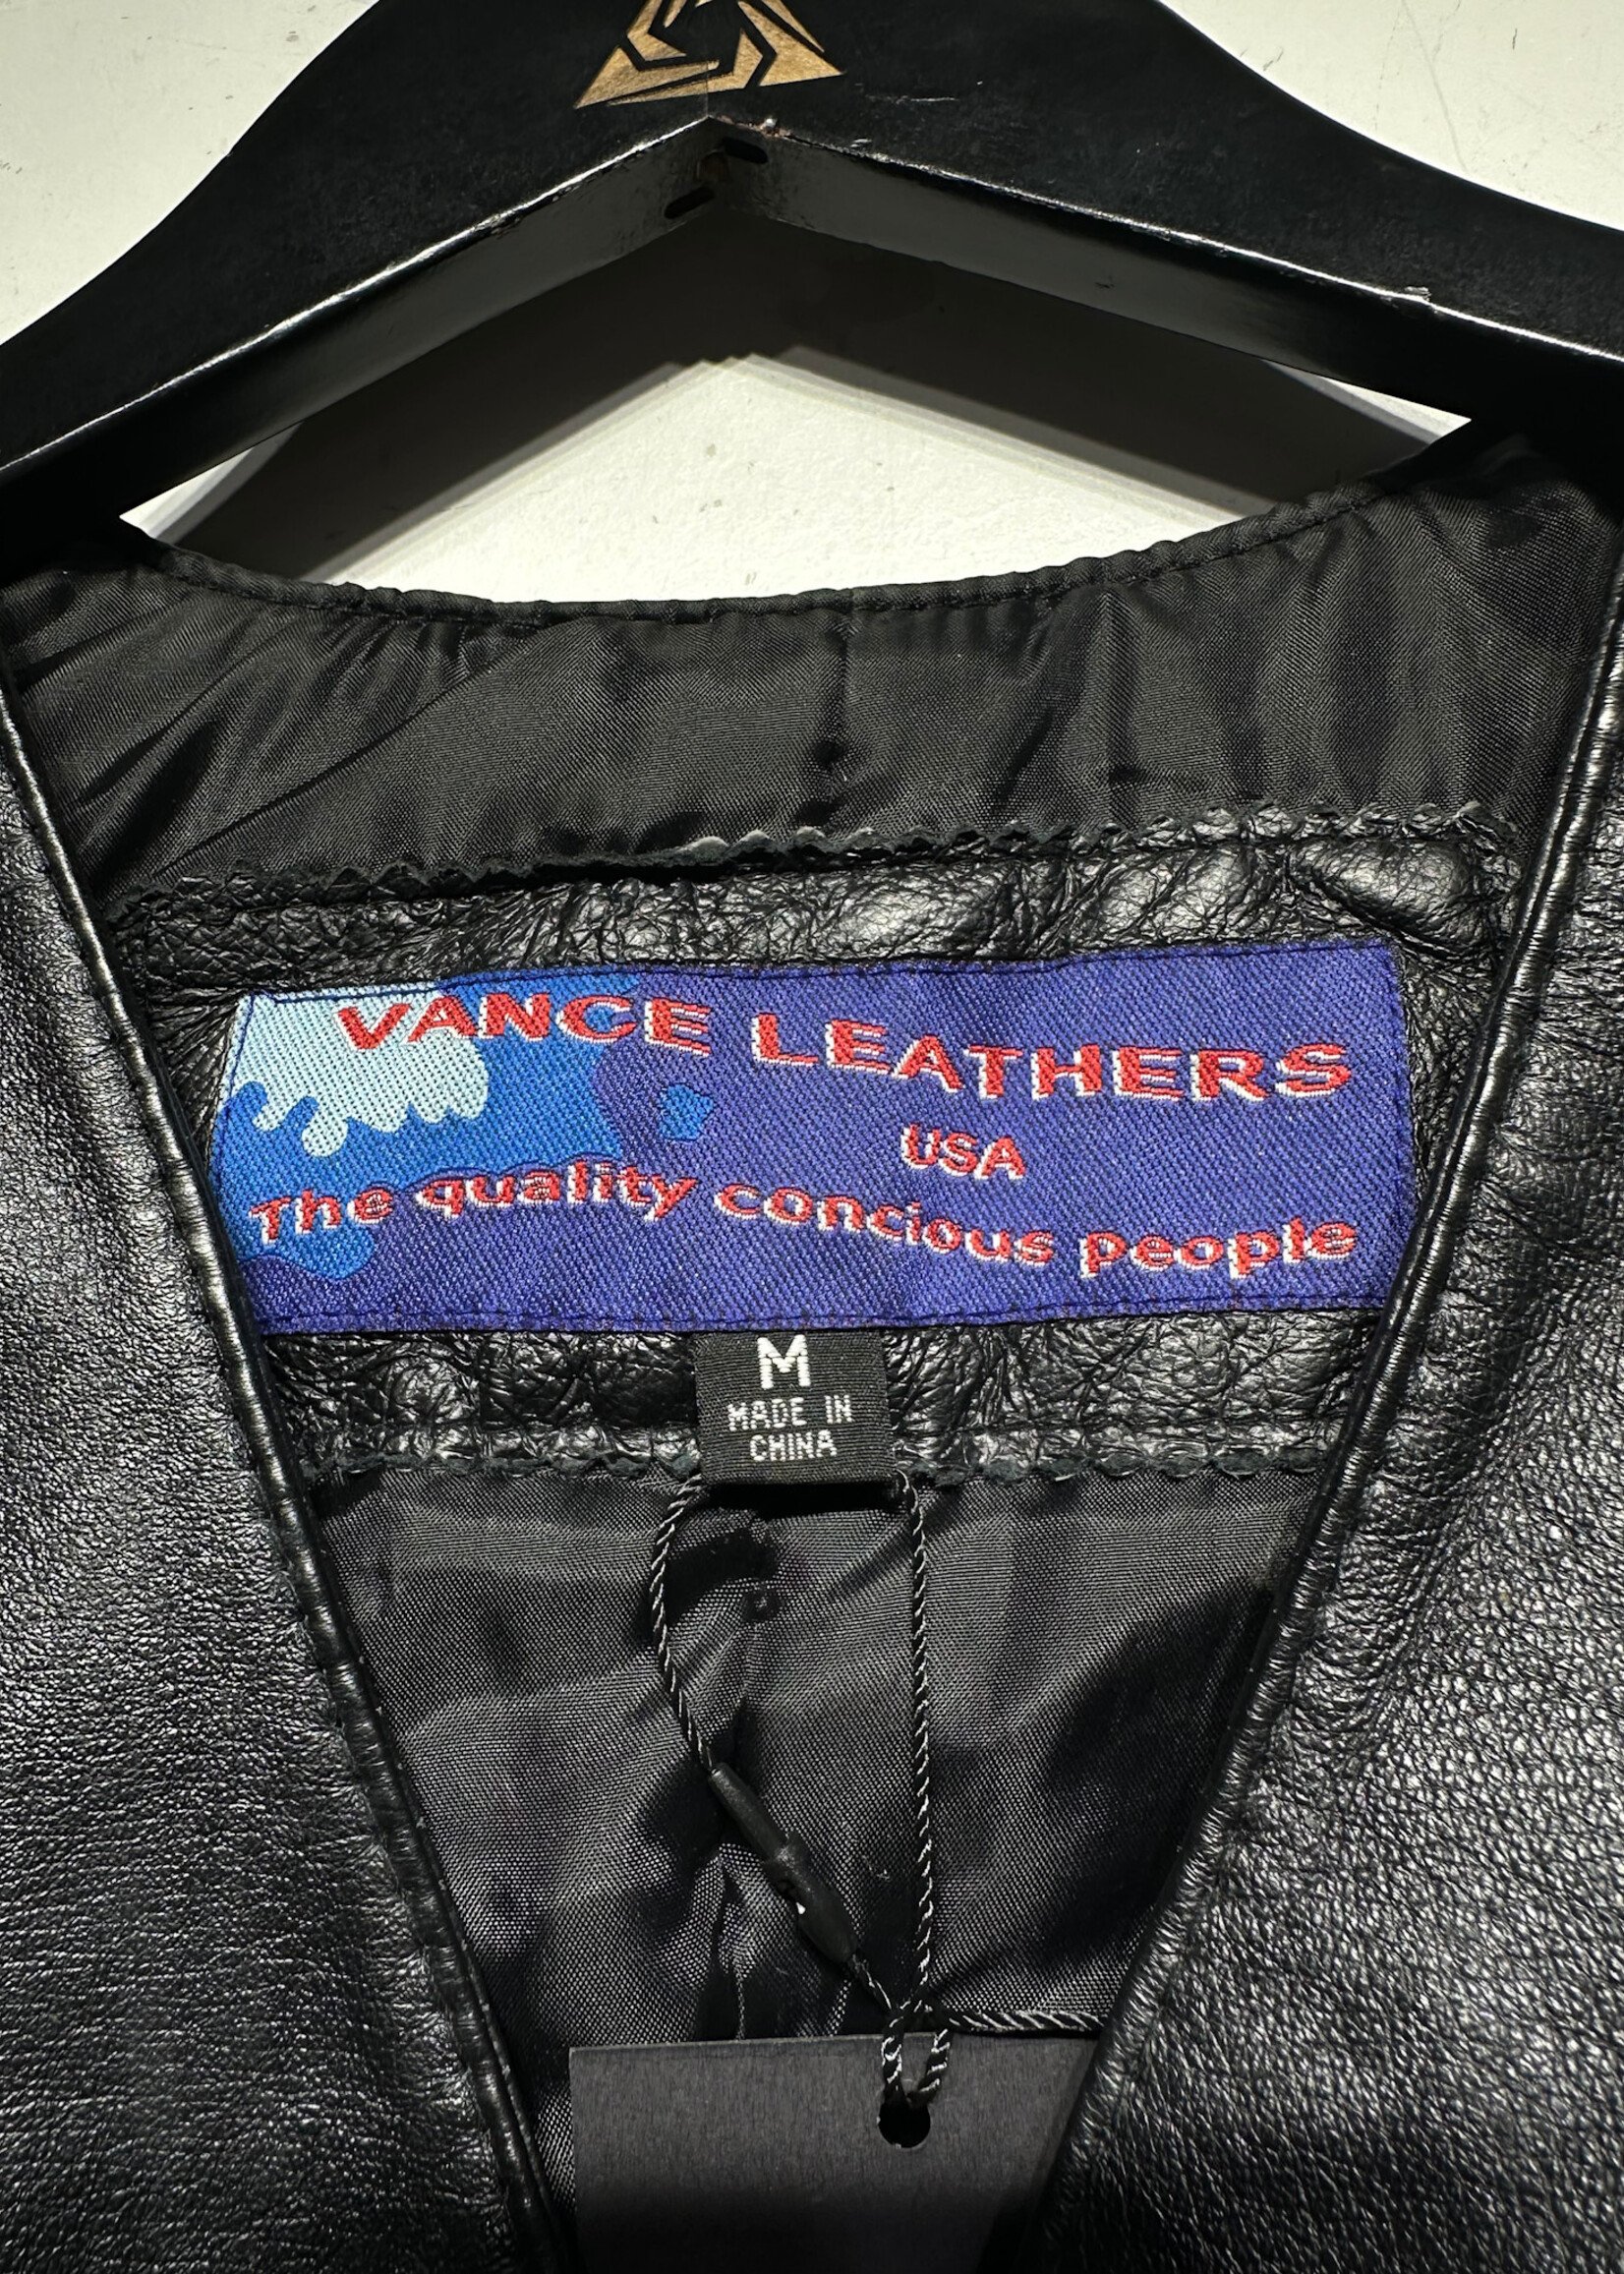 VANCE LEATHERS
USA
The quality concious people
M
MADE IN
CHINA